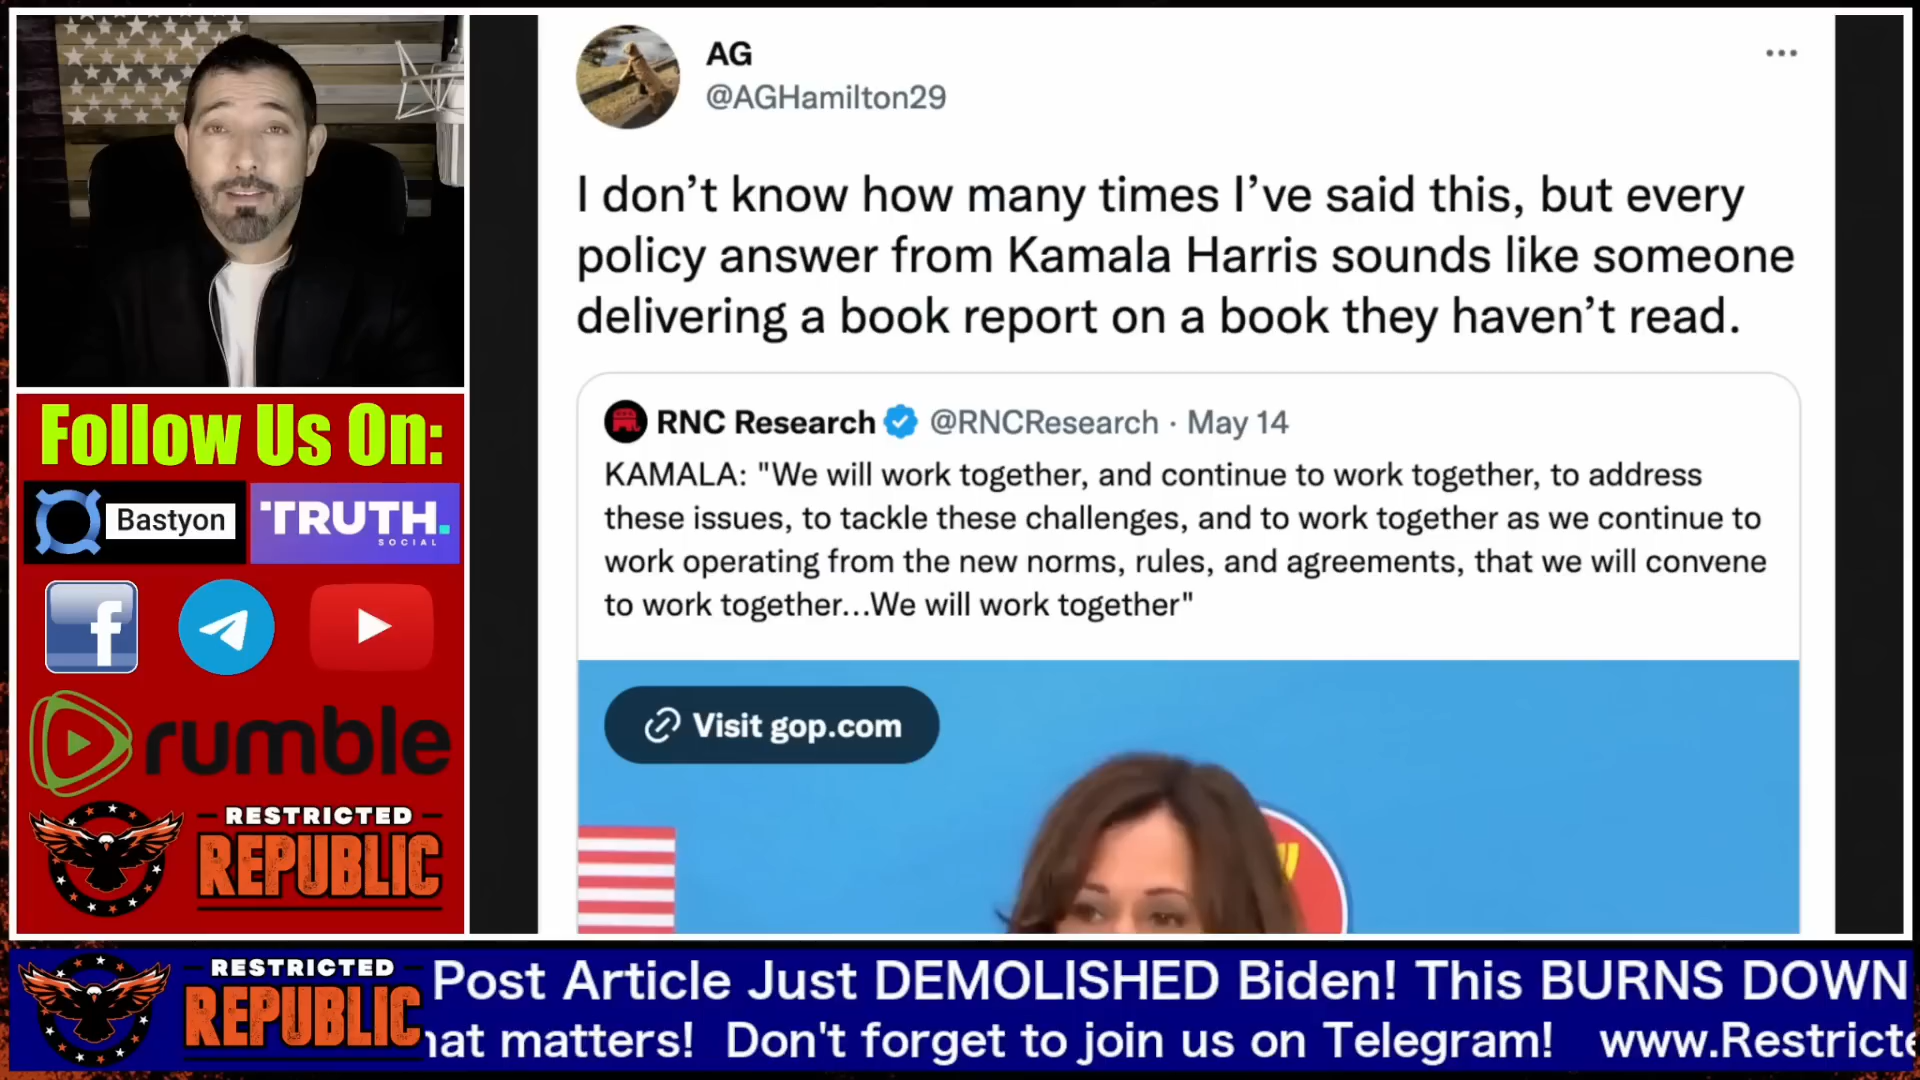 AG
@AGHamilton29
I don’t know how many times I’ve said this, but every
policy answer from Kamala Harris sounds like someone
delivering a book report on a book they haven’t read.
RNC Research @RNCResearch · May 14
KAMALA: "We will work together, and continue to work together, to address
these issues, to tackle these challenges, and to work together as we continue to
work operating from the new norms, rules, and agreements, that we will convene
to work together...We will work together"
Visit gop.com
Follow Us On:
Bastyon
TRUTH.
SOCIAL
f
rumble
RESTRICTED
REPUBLIC
RESTRICTED
REPUBLIC
Post Article Just DEMOLISHED Biden! This BURNS DOWN
hat matters! Don't forget to join us on Telegram! www.Restricte